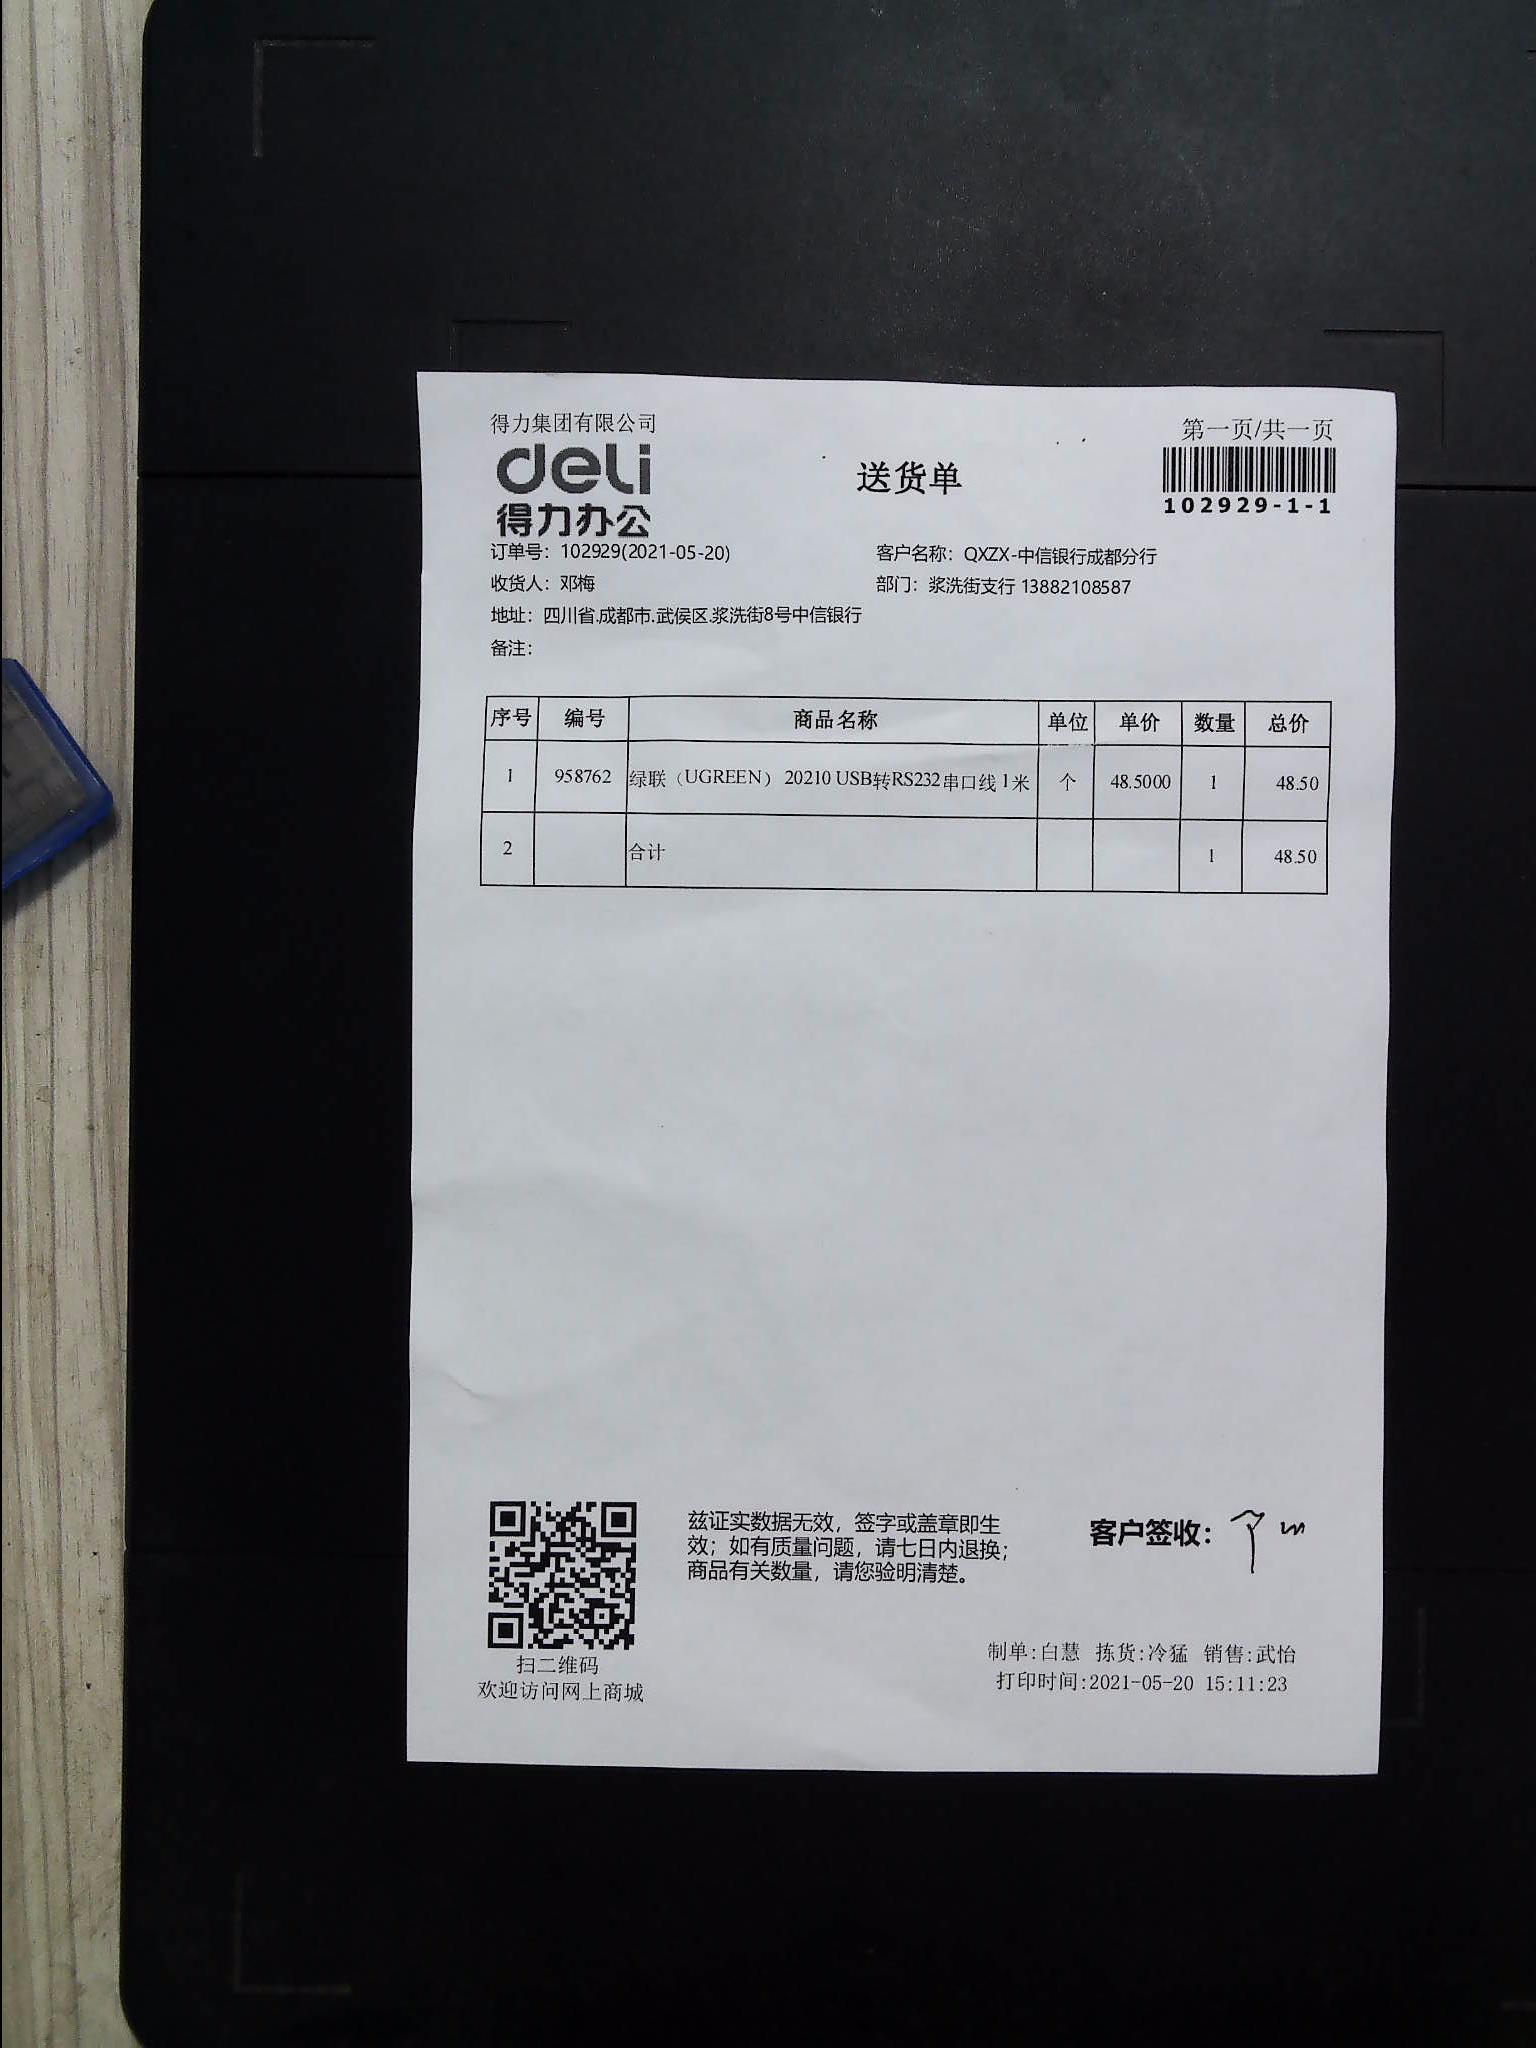 得力集团有限公司
deli
得力办公
送货单
第一页/共一页
102929-1-1
订单号：102929(2021-05-20)
客户名称：QXZX-中信银行成都分行
收货人：邓梅
部门：浆洗街支行 13882108587
地址：四川省.成都市.武侯区.浆洗街8号中信银行
备注：
序号 编号 商品名称 单位 单价 数量 总价
1 958762 绿联（UGREEN） 20210 USB转RS232串口线 1米 个 48.5000 1 48.50
2 合计 1 48.50
兹证实数据无效，签字或盖章即生
效；如有质量问题，请七日内退换；
商品有关数量，请您验明清楚。
客户签收：
扫二维码
欢迎访问网上商城
制单:白慧 拣货:冷猛 销售:武怡
打印时间:2021-05-20 15:11:23